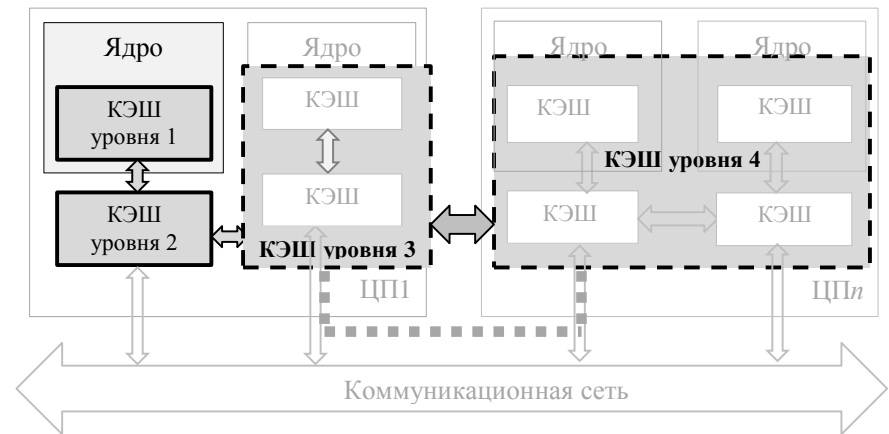 Ядро
Ядро
Ядро
Ядро
КЭШ
уровня 1
КЭШ
КЭШ
КЭШ
КЭШ уровня 4
КЭШ
уровня 2
КЭШ
КЭШ
КЭШ
КЭШ уровня 3
ЦП1
ЦПn
Коммуникационная сеть